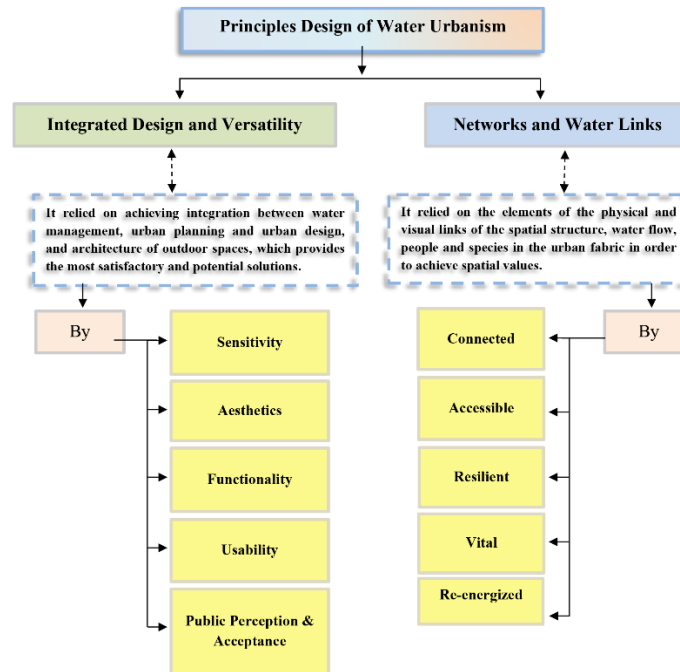 Principles Design of Water Urbanism
Integrated Design and Versatility
Networks and Water Links
It relied on achieving integration between water
management, urban planning and urban design,
and architecture of outdoor spaces, which provides
the most satisfactory and potential solutions.
It relied on the elements of the physical and
visual links of the spatial structure, water flow,
people and species in the urban fabric in order
to achieve spatial values.
By
Sensitivity
Aesthetics
Functionality
Usability
Public Perception &
Acceptance
By
Connected
Accessible
Resilient
Vital
Re-energized